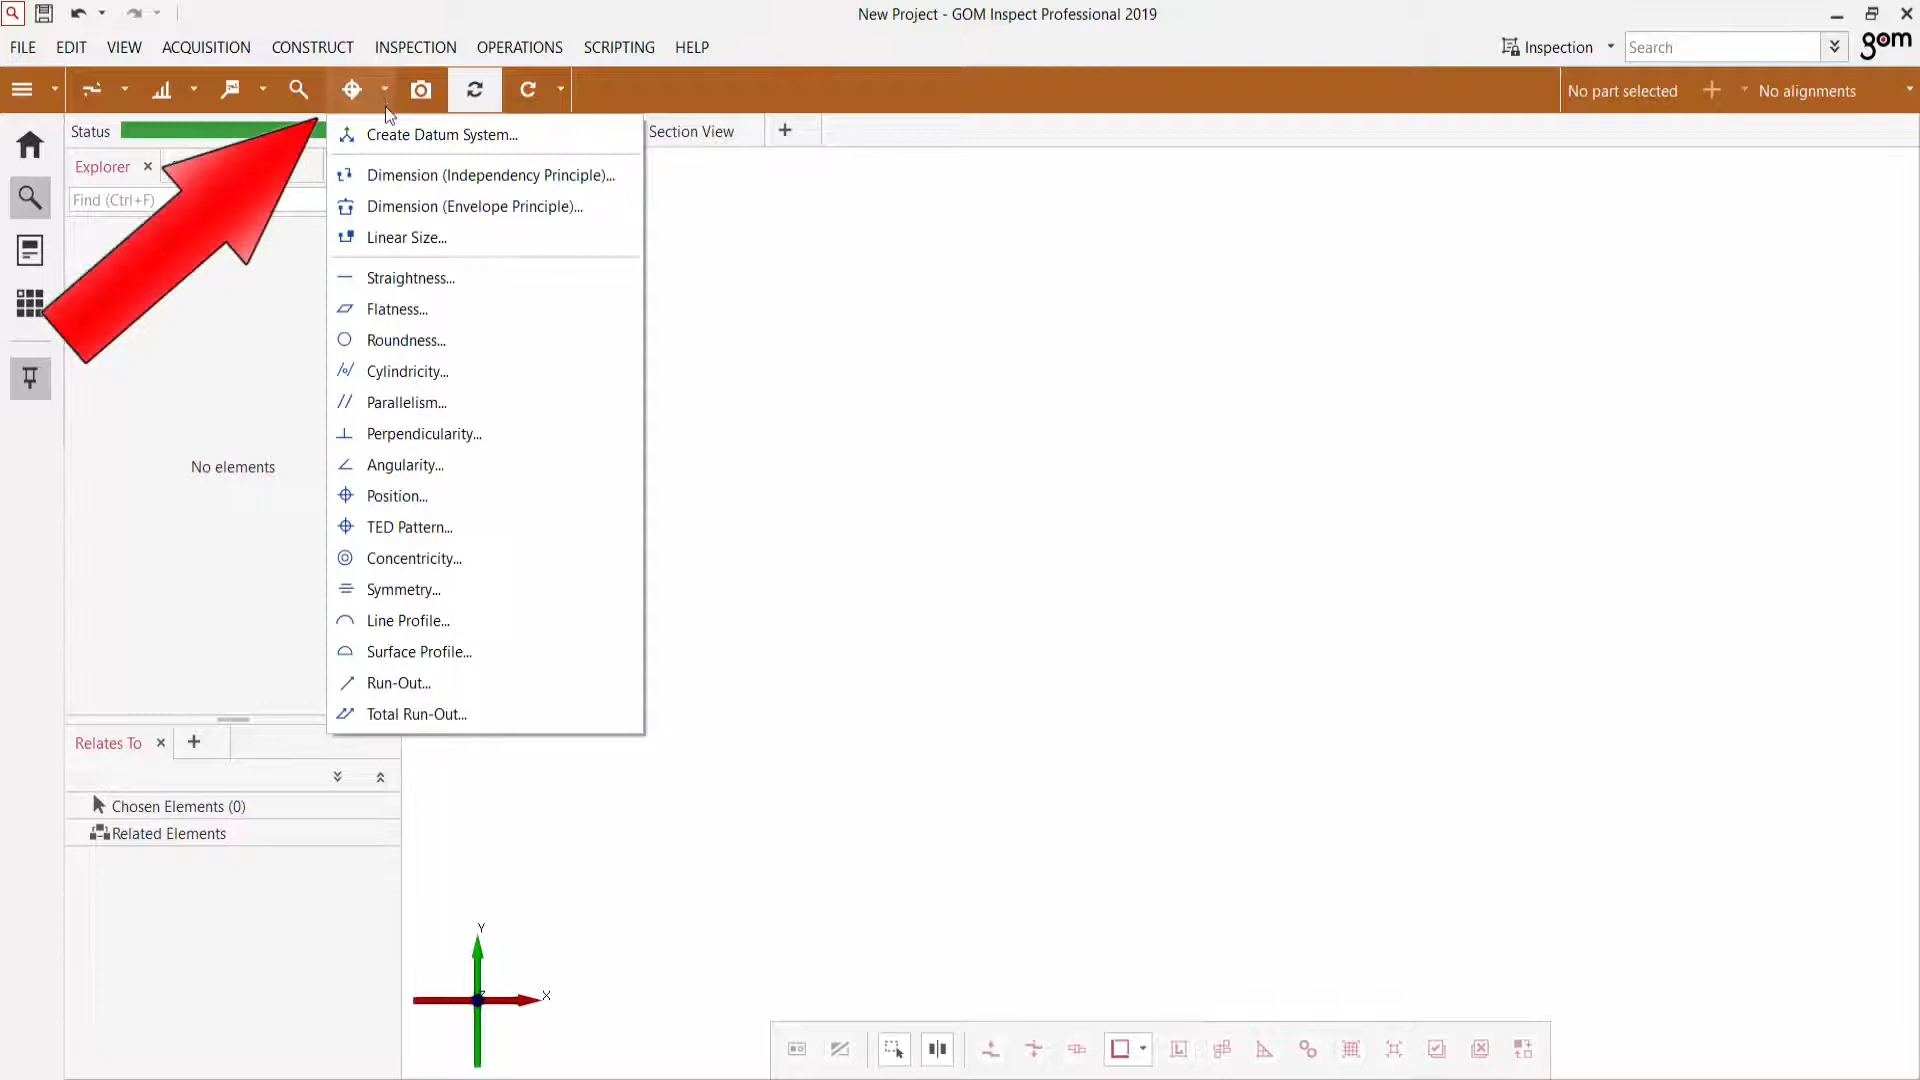 New Project - GOM Inspect Professional 2019
FILE EDIT VIEW ACQUISITION CONSTRUCT INSPECTION OPERATIONS SCRIPTING HELP
Inspection
Search
gom
No part selected
No alignments
Status
Section View
Explorer
Find (Ctrl+F)
No elements
Create Datum System...
Dimension (Independency Principle)...
Dimension (Envelope Principle)...
Linear Size...
Straightness...
Flatness...
Roundness...
Cylindricity...
Parallelism...
Perpendicularity...
Angularity...
Position...
TED Pattern...
Concentricity...
Symmetry...
Line Profile...
Surface Profile...
Run-Out...
Total Run-Out...
Relates To
Chosen Elements (0)
Related Elements
Y
X